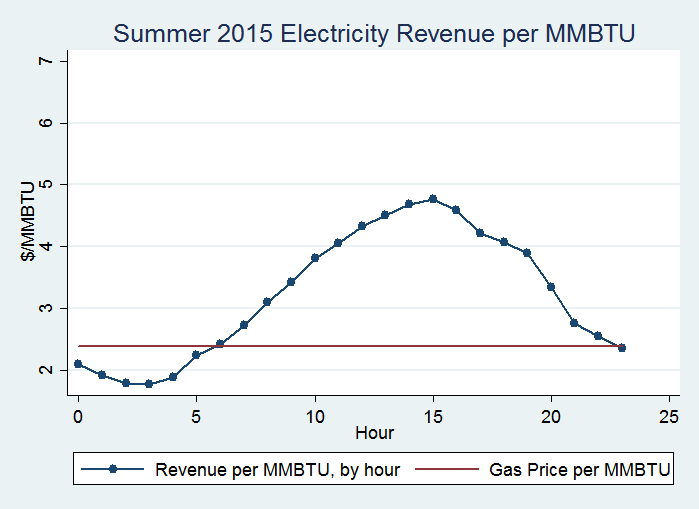 Summer 2015 Electricity Revenue per MMBTU
7
6
5
4
3
2
$/MMBTU
0 5 10 15 20 25
Hour
Revenue per MMBTU, by hour Gas Price per MMBTU